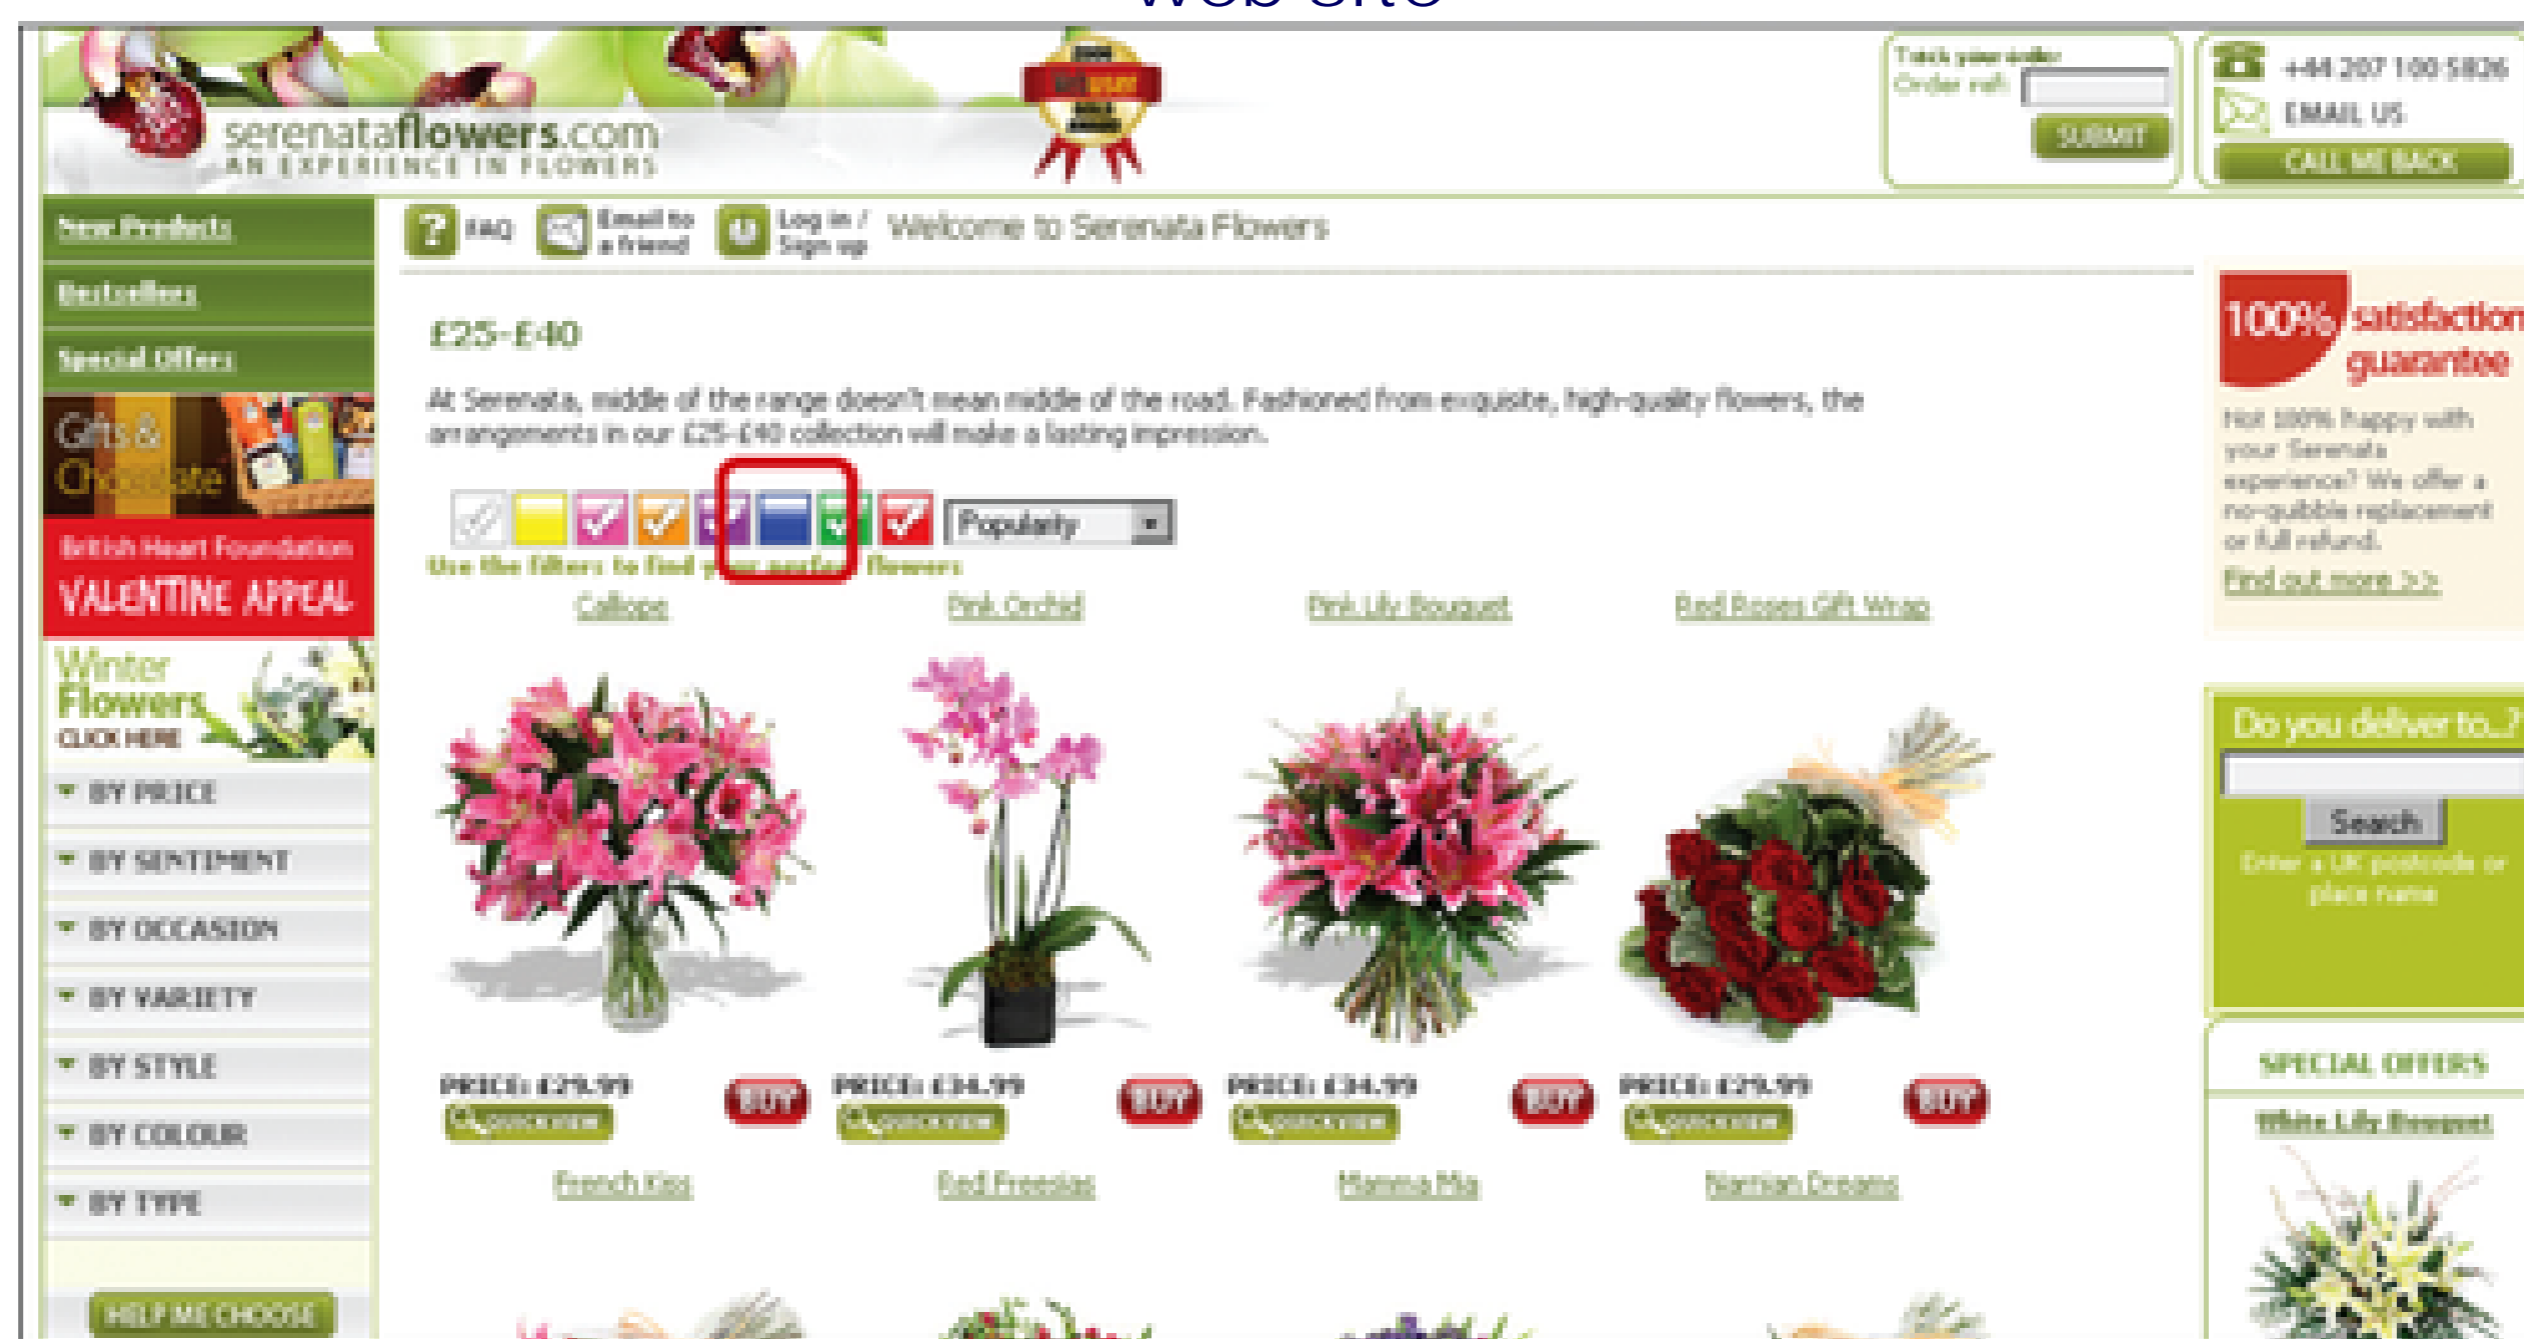 web site
serenataflowers.com
AN EXPERIENCE IN FLOWERS
Track your order
Order ref:
SUBMIT
+44 207 100 5826
EMAIL US
CALL ME BACK
New Products
Bestsellers
Special Offers
Gifts &
Chocolate
British Heart Foundation
VALENTINE APPEAL
Winter
Flowers
CLICK HERE
BY PRICE
BY SENTIMENT
BY OCCASION
BY VARIETY
BY STYLE
BY COLOUR
BY TYPE
HELP ME CHOOSE
? FAQ
Email to
a friend
Log in /
Sign up
Welcome to Serenata Flowers
£25-£40
At Serenata, middle of the range doesn't mean middle of the road. Fashioned from exquisite, high-quality flowers, the
arrangements in our £25-£40 collection will make a lasting impression.
Popularity
Use the filters to find your perfect flowers
Calliope Pink Orchid Pink Lily Bouquet Red Roses Gift Wrap
PRICE: £29.99 BUY PRICE: £34.99 BUY PRICE: £34.99 BUY PRICE: £29.99 BUY
QUICKVIEW QUICKVIEW QUICKVIEW QUICKVIEW
French Kiss Red Freesias Mamma Mia Narnian Dreams
100% satisfaction
guarantee
Not 100% happy with
your Serenata
experience? We offer a
no-quibble replacement
or full refund.
Find out more >>
Do you deliver to..?
Search
Enter a UK postcode or
place name
SPECIAL OFFERS
White Lily Bouquet